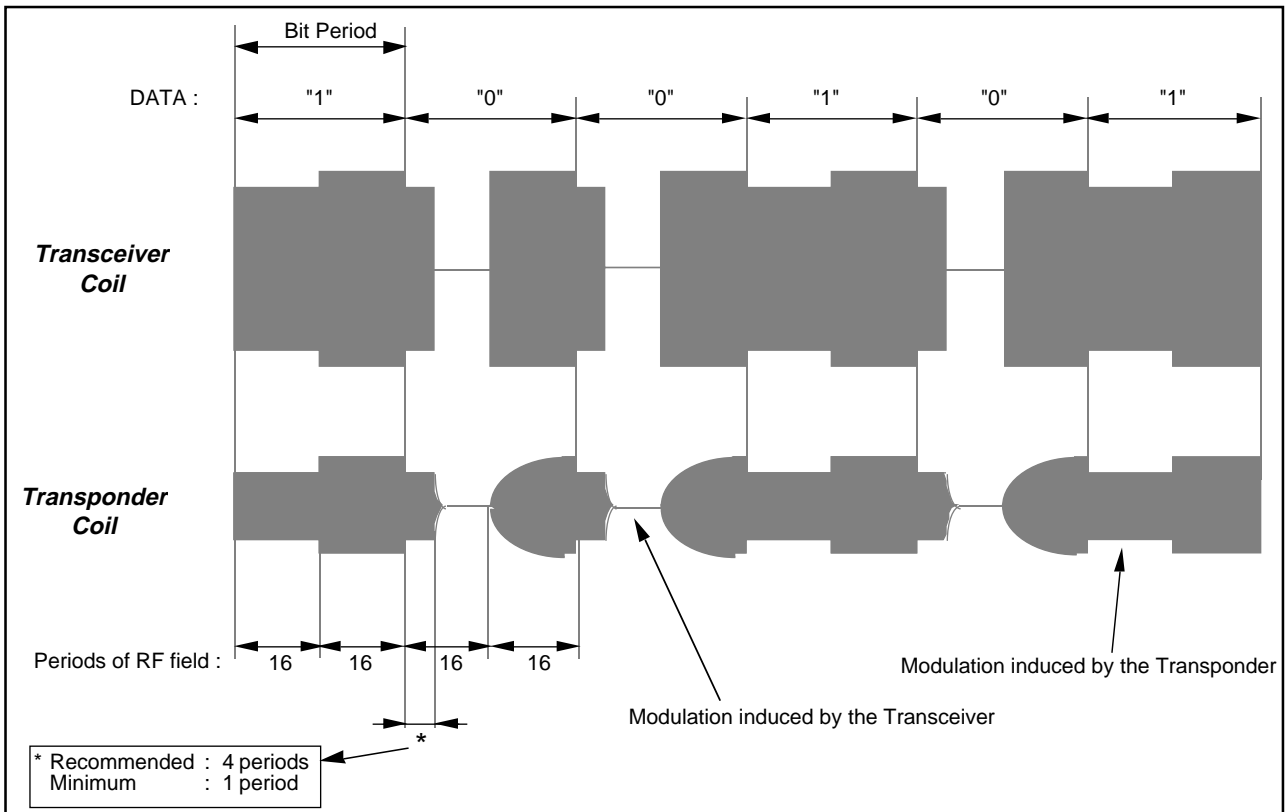 Bit Period
DATA : "1" "0" "0" "1" "0" "1"
Transceiver
Coil
Transponder
Coil
Periods of RF field : 16 16 16 16
Modulation induced by the Transponder
Modulation induced by the Transceiver
*
* Recommended : 4 periods
Minimum : 1 period